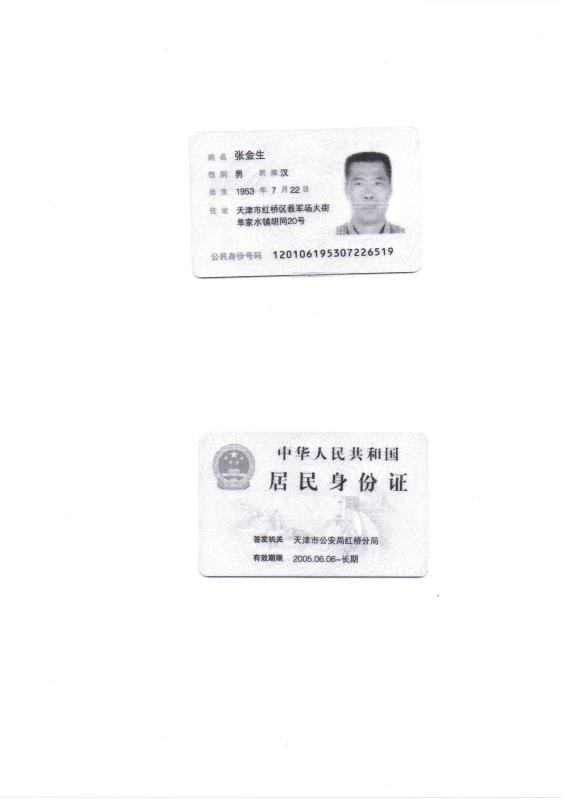 姓名 张金生
性别 男 民族 汉
出生 1953 年 7 月 22 日
住址 天津市红桥区教军场大街
单家水铺胡同20号
公民身份号码 120106195307226519
中华人民共和国
居民身份证
签发机关 天津市公安局红桥分局
有效期限 2005.06.06-长期